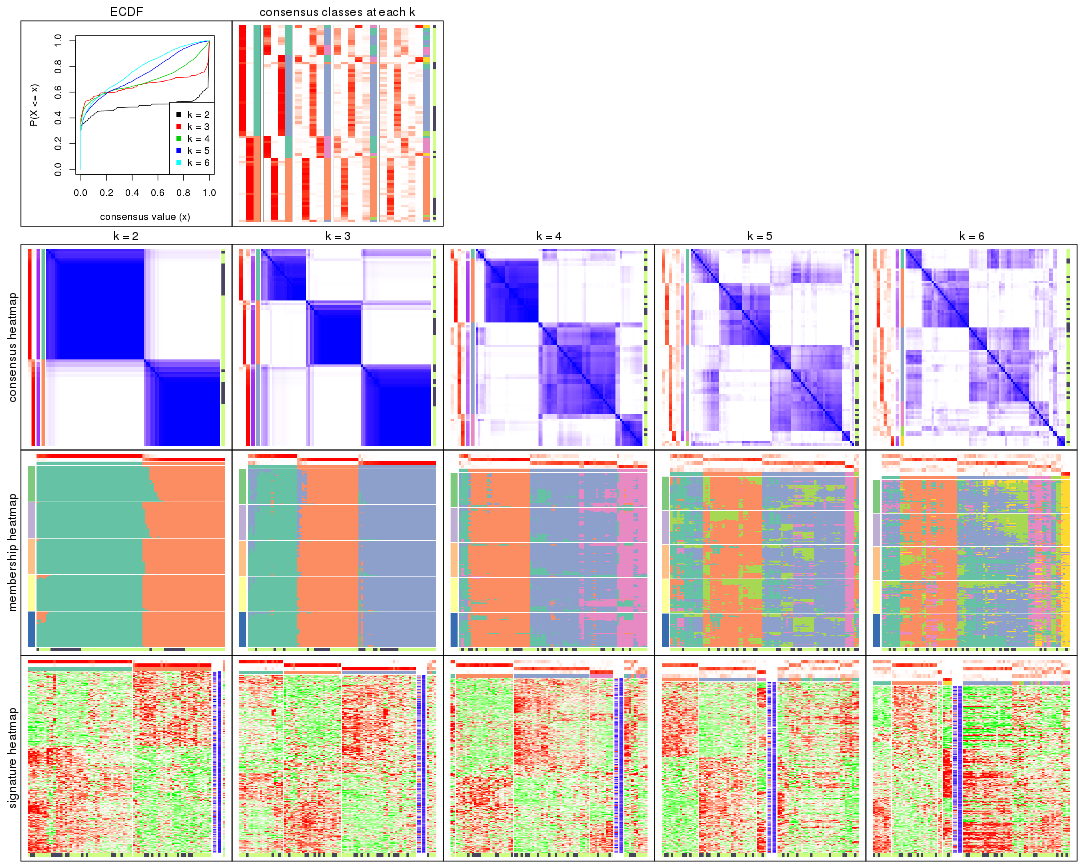 ECDF
consensus classes at each k
P(X <= x)
0.0
0.2
0.4
0.6
0.8
1.0
k = 2
k = 3
k = 4
k = 5
k = 6
0.0 0.2 0.4 0.6 0.8 1.0
consensus value (x)
k = 2
k = 3
k = 4
k = 5
k = 6
consensus heatmap
membership heatmap
signature heatmap